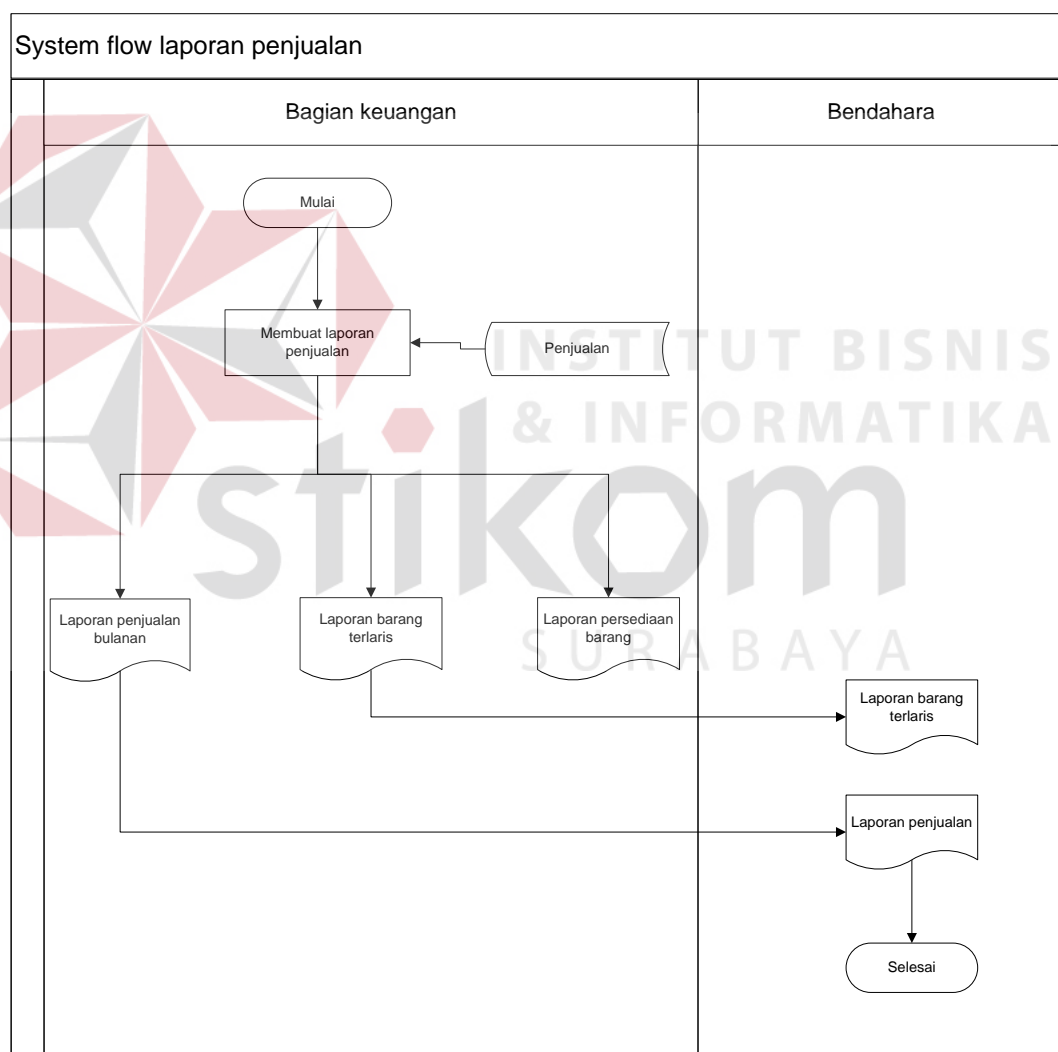 System flow laporan penjualan
Bagian keuangan
Bendahara
Mulai
Membuat laporan
penjualan
Penjualan
INSTITUT BISNIS
& INFORMATIKA
stikom
SURABAYA
Laporan penjualan
bulanan
Laporan barang
terlaris
Laporan persediaan
barang
Laporan barang
terlaris
Laporan penjualan
Selesai